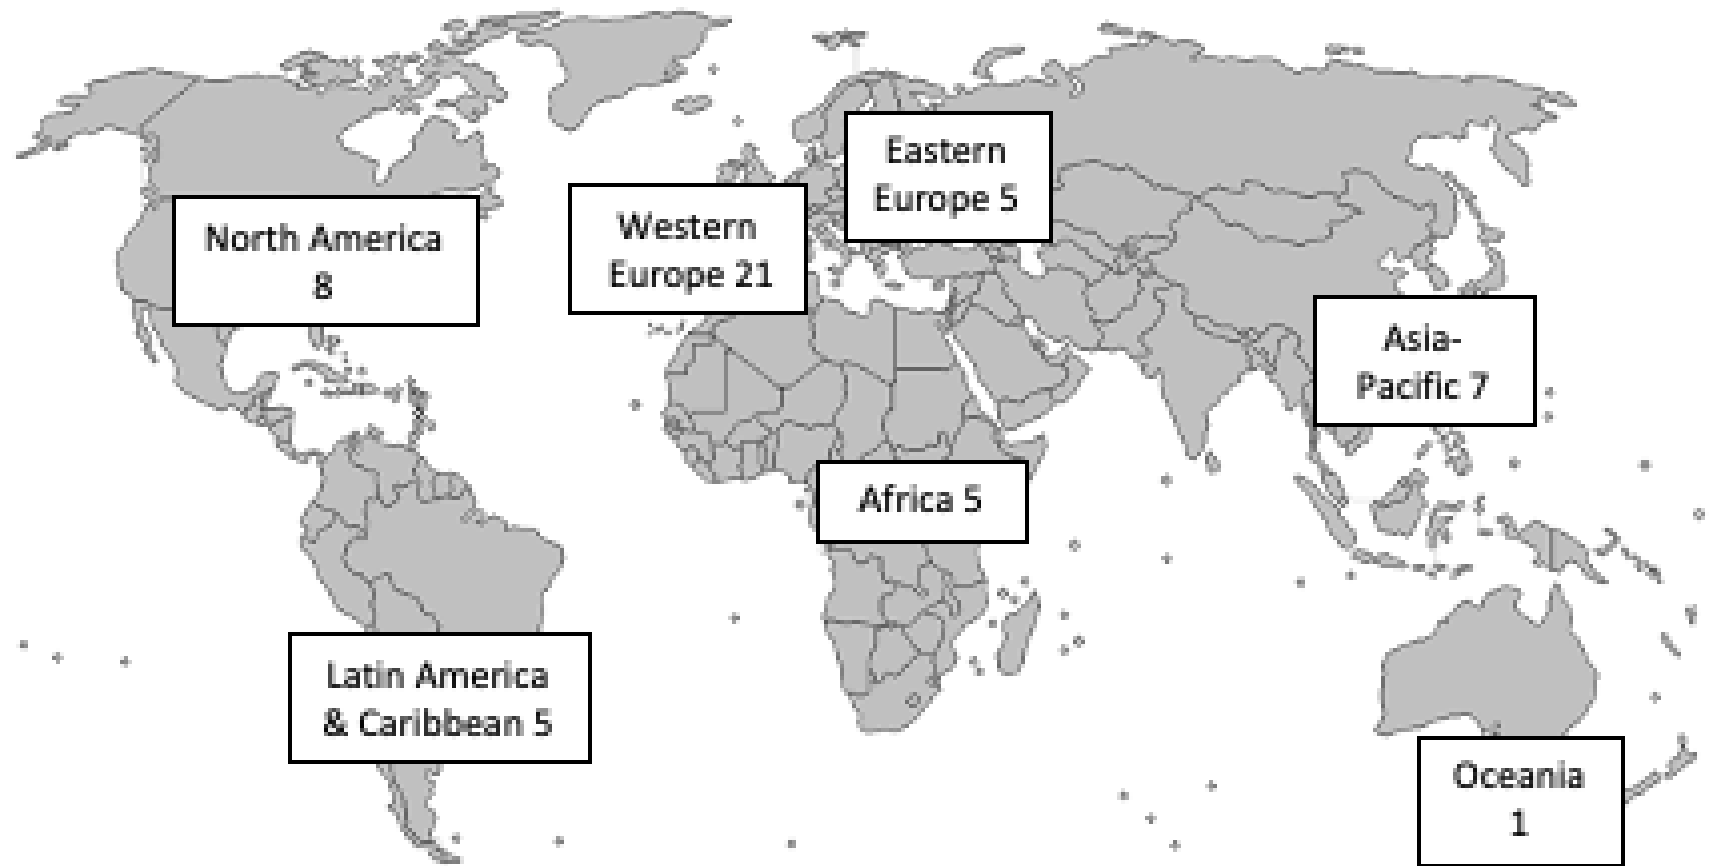 Eastern
Europe 5
North America
8
Western
Europe 21
Asia-
Pacific 7
Africa 5
Latin America
& Caribbean 5
Oceania
1